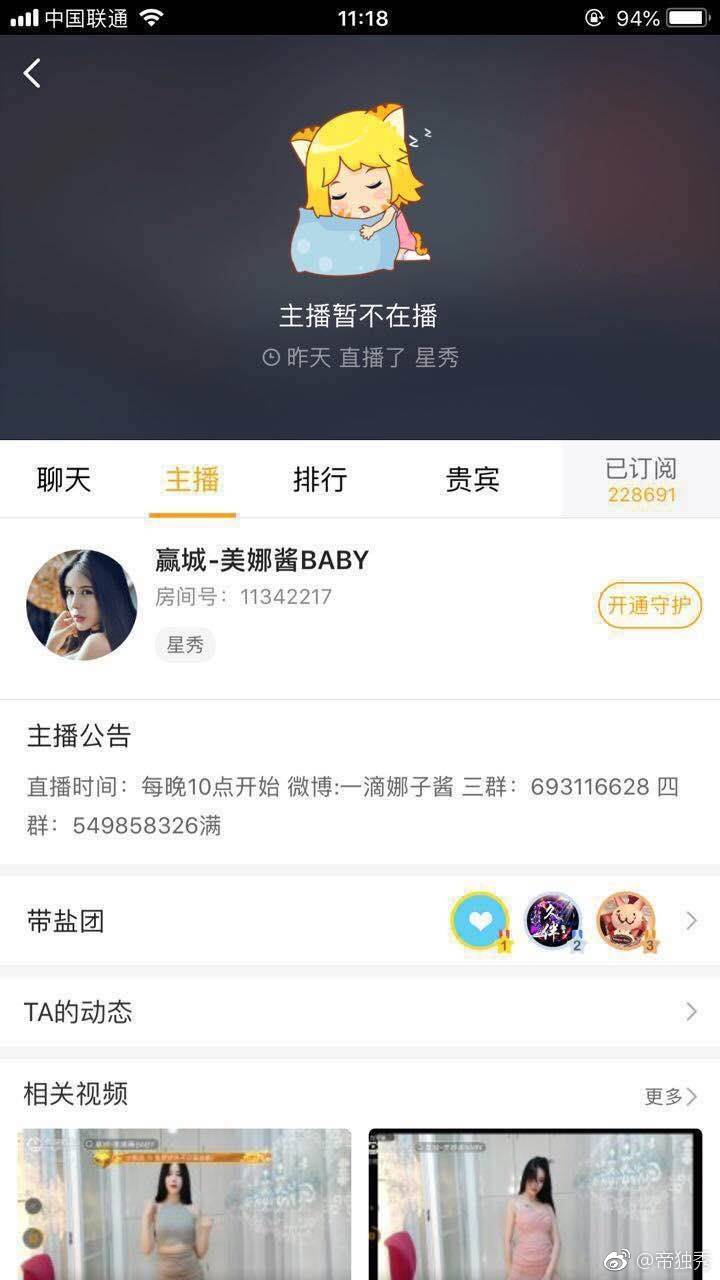 中国联通
11:18
94%
主播暂不在播
昨天 直播了 星秀
聊天
主播
排行
贵宾
已订阅
228691
赢城-美娜酱BABY
房间号：11342217
星秀
开通守护
主播公告
直播时间：每晚10点开始 微博:一滴娜子酱 三群：693116628 四
群：549858326满
带盐团
久伴
1
2
3
TA的动态
相关视频
更多
@帝独秀